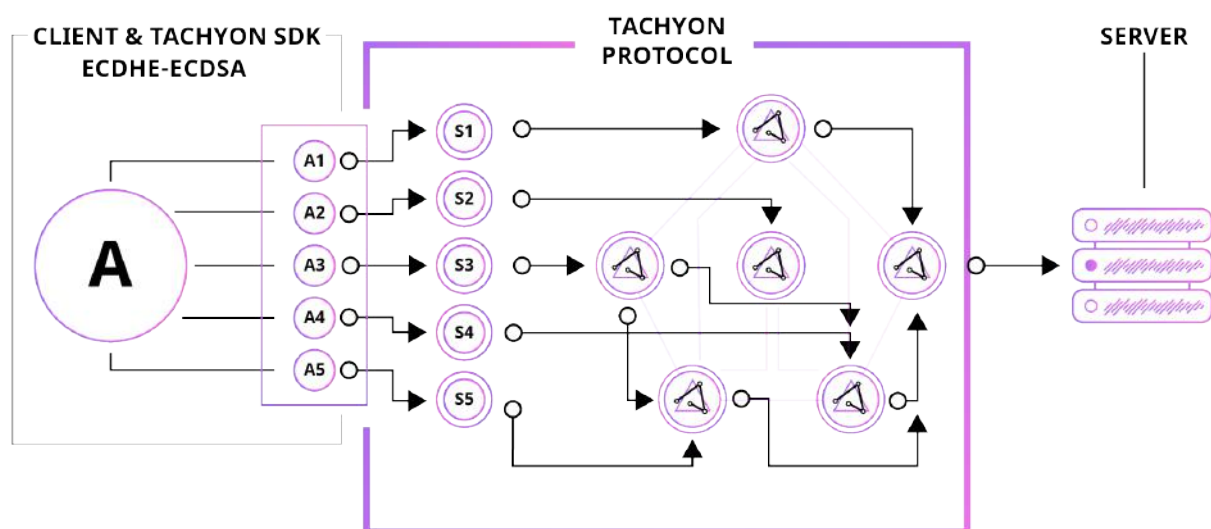 CLIENT & TACHYON SDK
ECDHE-ECDSA
TACHYON
PROTOCOL
SERVER
A
A1
A2
A3
A4
A5
S1
S2
S3
S4
S5